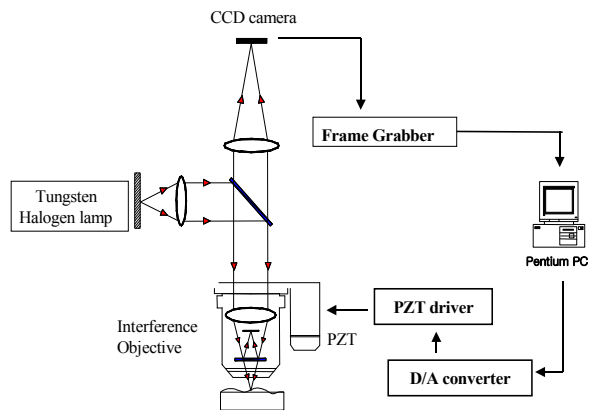 CCD camera
Frame Grabber
Tungsten
Halogen lamp
Pentium PC
Interference
Objective
PZT
PZT driver
D/A converter